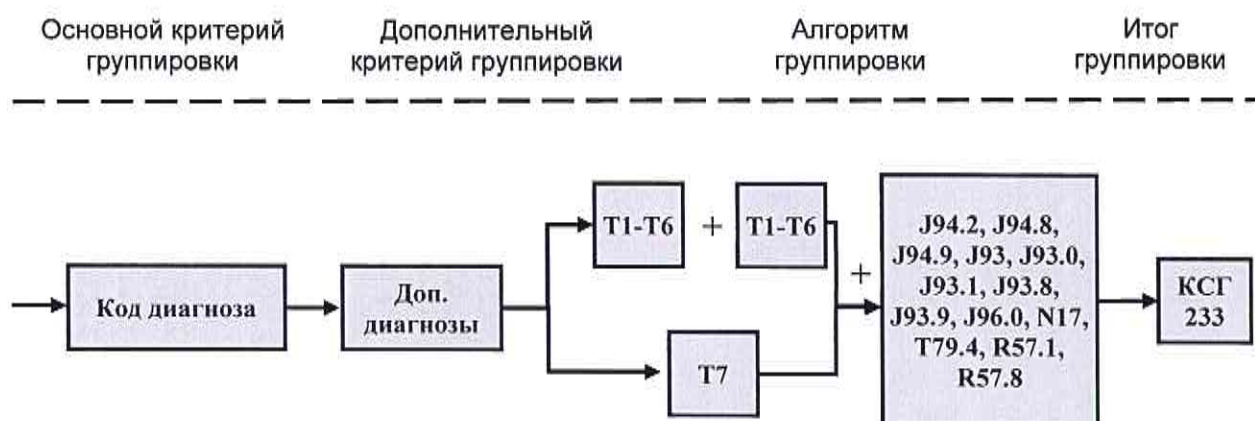 Основной критерий
группировки
Дополнительный
критерий группировки
Алгоритм
группировки
Итог
группировки
Код диагноза
Доп.
диагнозы
T1-T6
+
T1-T6
T7
+
J94.2, J94.8,
J94.9, J93, J93.0,
J93.1, J93.8,
J93.9, J96.0, N17,
T79.4, R57.1,
R57.8
КСГ
233